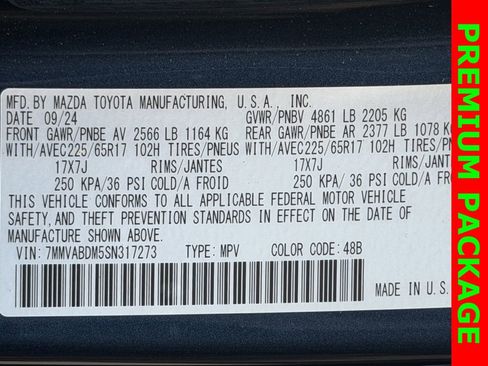 MFD. BY MAZDA TOYOTA MANUFACTURING, U.S.A., INC.
DATE 09/24 GVWR/PNBV 4861 LB 2205 KG
FRONT GAWR/PNBE AV 2566 LB 1164 KG REAR GAWR/PNBE AR 2377 LB 1078 KG
WITH/AVEC225/65R17 102H TIRES/PNEUS WITH/AVEC225/65R17 102H TIRES/P
17X7J RIMS/JANTES 17X7J RIMS/JANTES
250 KPA/36 PSI COLD/A FROID 250 KPA/36 PSI COLD/A F
THIS VEHICLE CONFORMS TO ALL APPLICABLE FEDERAL MOTOR VEHICLE
SAFETY, AND THEFT PREVENTION STANDARDS IN EFFECT ON THE DATE OF
MANUFACTURE SHOWN ABOVE.
VIN: 7MMVABDM5SN317273 TYPE: MPV COLOR CODE: 48B
MADE IN U.S.
PREMIUM PACKAGE